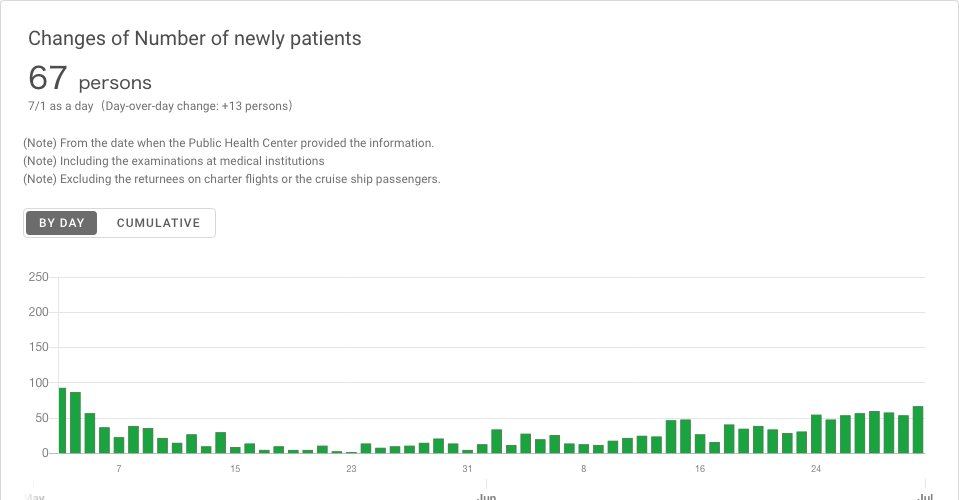 Changes of Number of newly patients
67 persons
7/1 as a day（Day-over-day change: +13 persons）
(Note) From the date when the Public Health Center provided the information.
(Note) Including the examinations at medical institutions
(Note) Excluding the returnees on charter flights or the cruise ship passengers.
BY DAY CUMULATIVE
250
200
150
100
50
0
7 15 23 31 8 16 24
May Jun Jul